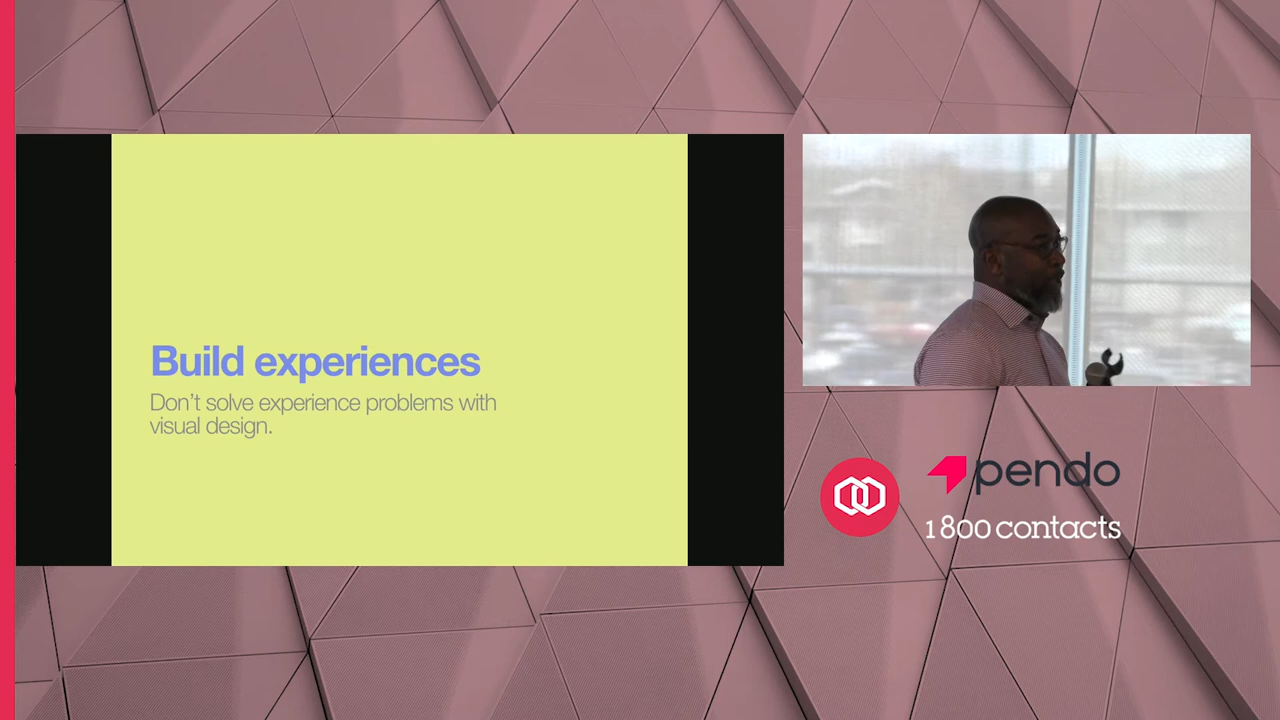 Build experiences
Don't solve experience problems with
visual design.
pendo
1 800 contacts